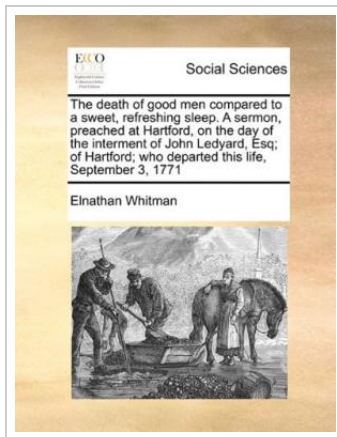 ECCO
Social Sciences
The death of good men compared to
a sweet, refreshing sleep. A sermon,
preached at Hartford, on the day of
the interment of John Ledyard, Esq;
of Hartford; who departed this life,
September 3, 1771
Elnathan Whitman